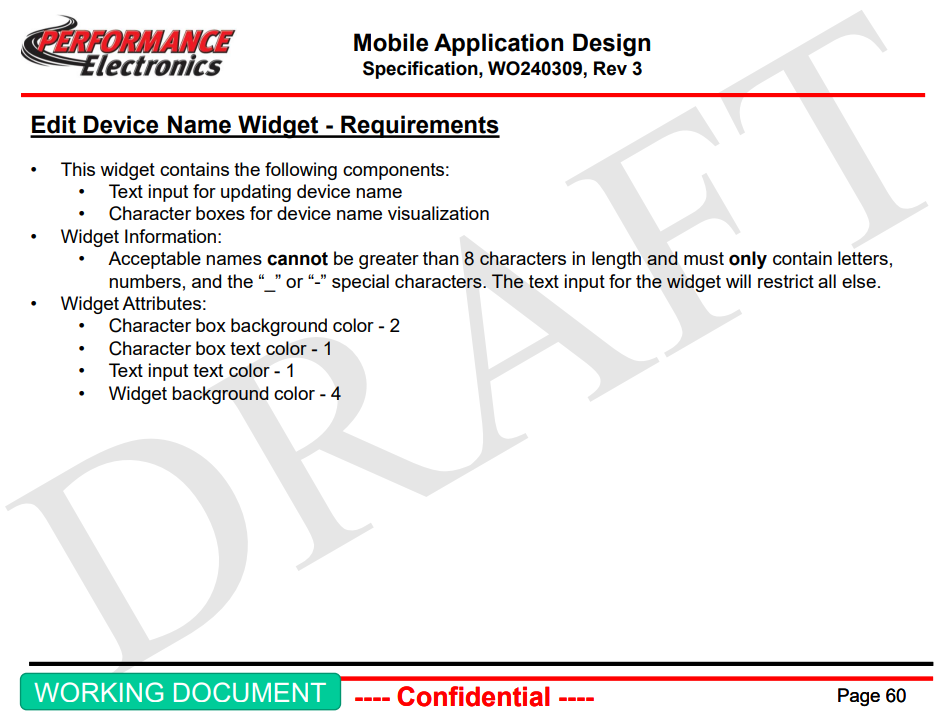 PERFORMANCE
Electronics
Mobile Application Design
Specification, WO240309, Rev 3
Edit Device Name Widget - Requirements
• This widget contains the following components:
• Text input for updating device name
• Character boxes for device name visualization
• Widget Information:
• Acceptable names cannot be greater than 8 characters in length and must only contain letters,
numbers, and the “_” or “-” special characters. The text input for the widget will restrict all else.
• Widget Attributes:
• Character box background color - 2
• Character box text color - 1
• Text input text color - 1
• Widget background color - 4
DRAFT
WORKING DOCUMENT
---- Confidential ----
Page 60